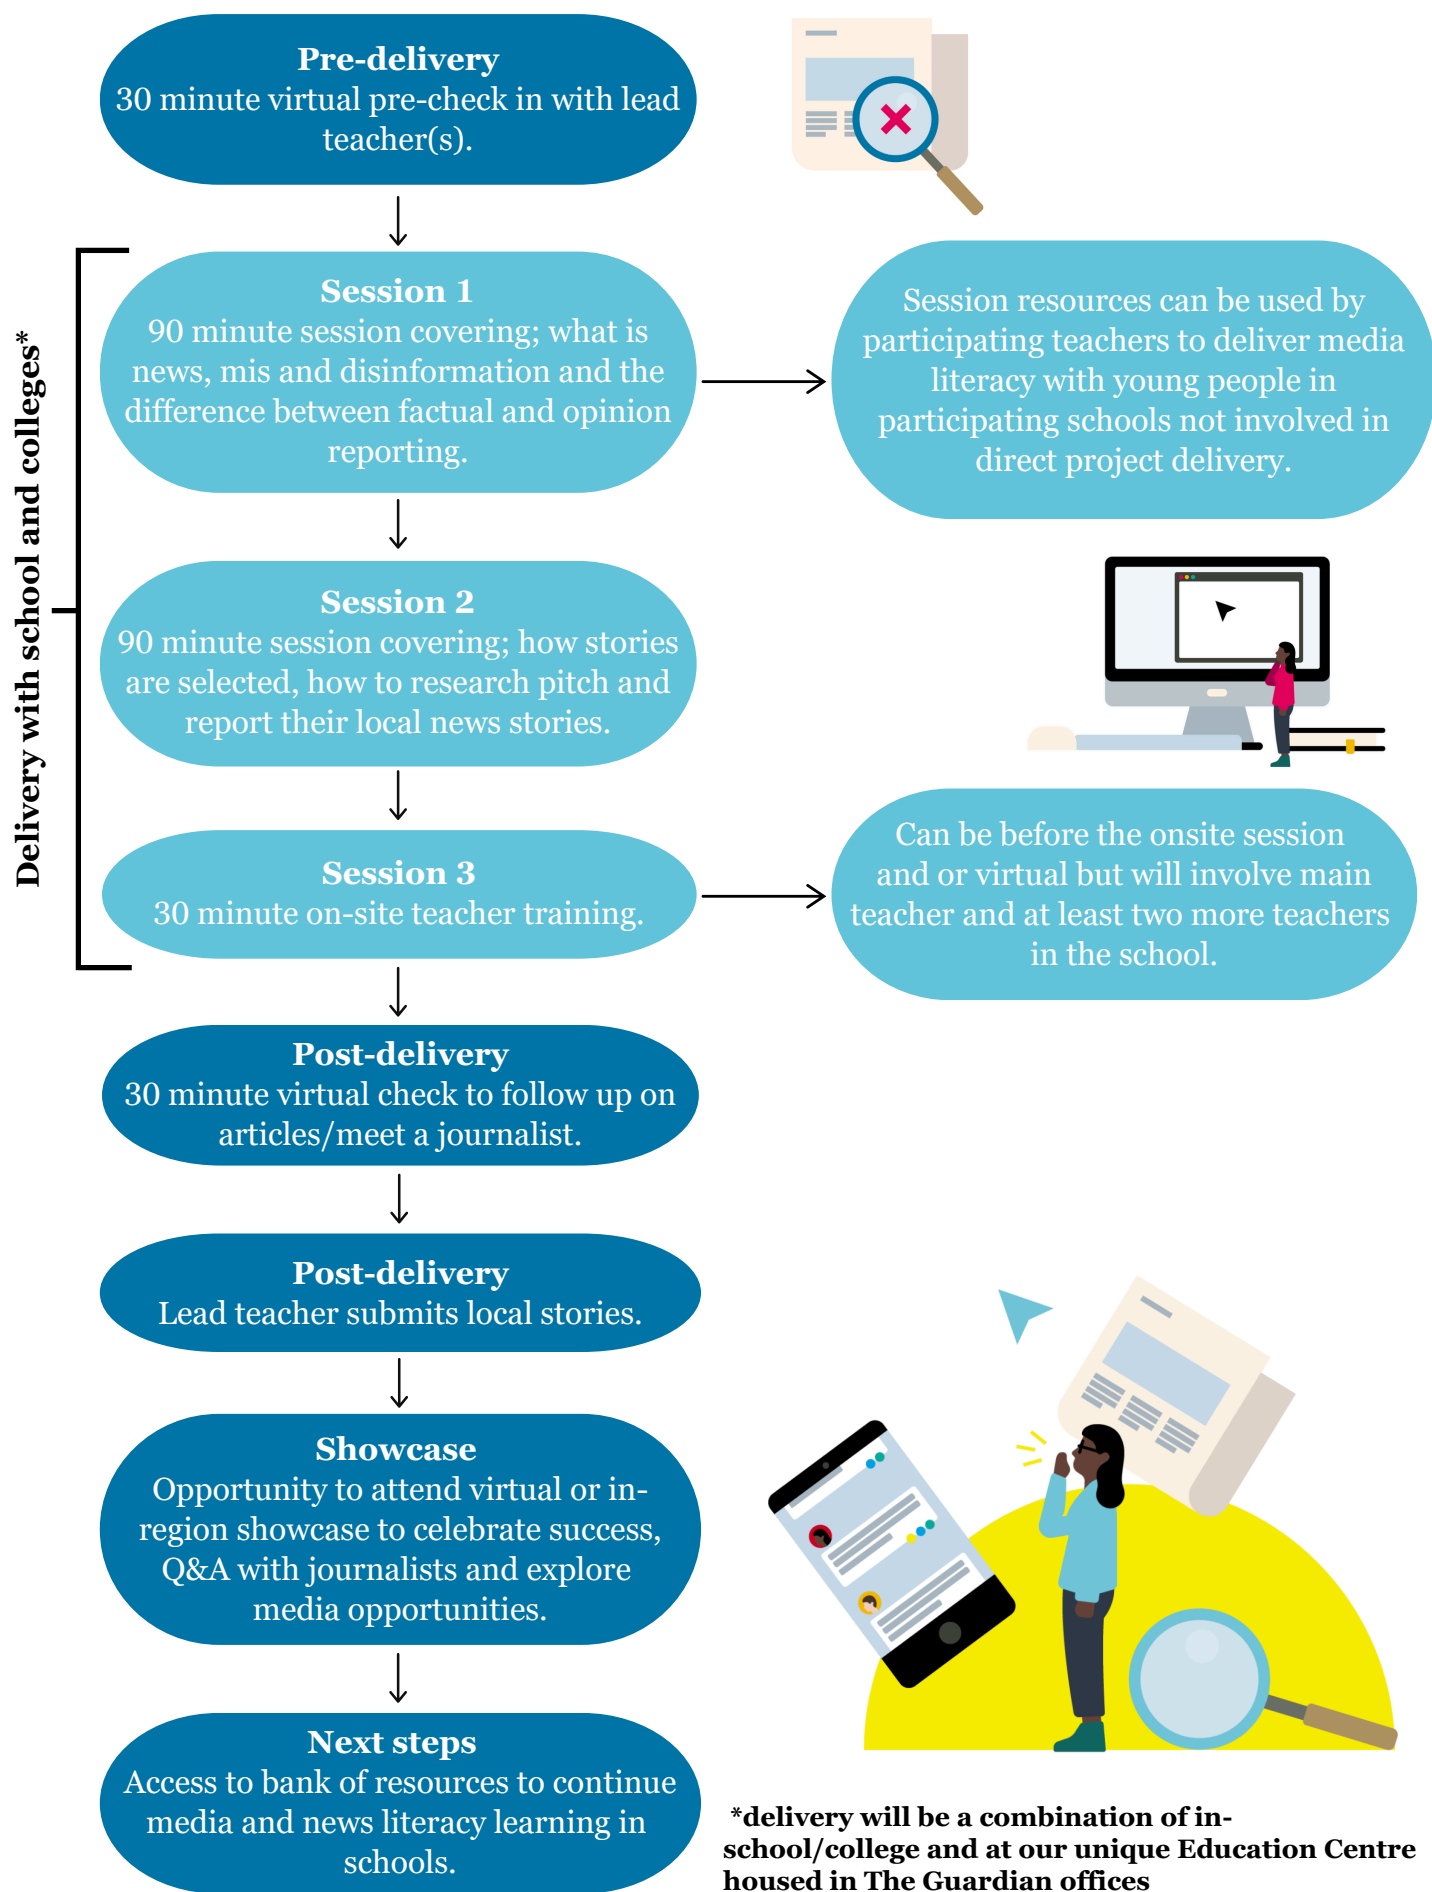 Pre-delivery
30 minute virtual pre-check in with lead
teacher(s).
Delivery with school and colleges*
Session 1
90 minute session covering; what is
news, mis and disinformation and the
difference between factual and opinion
reporting.
Session resources can be used by
participating teachers to deliver media
literacy with young people in
participating schools not involved in
direct project delivery.
Session 2
90 minute session covering; how stories
are selected, how to research pitch and
report their local news stories.
Session 3
30 minute on-site teacher training.
Can be before the onsite session
and or virtual but will involve main
teacher and at least two more teachers
in the school.
Post-delivery
30 minute virtual check to follow up on
articles/meet a journalist.
Post-delivery
Lead teacher submits local stories.
Showcase
Opportunity to attend virtual or in-
region showcase to celebrate success,
Q&A with journalists and explore
media opportunities.
Next steps
Access to bank of resources to continue
media and news literacy learning in
schools.
*delivery will be a combination of in-
school/college and at our unique Education Centre
housed in The Guardian offices